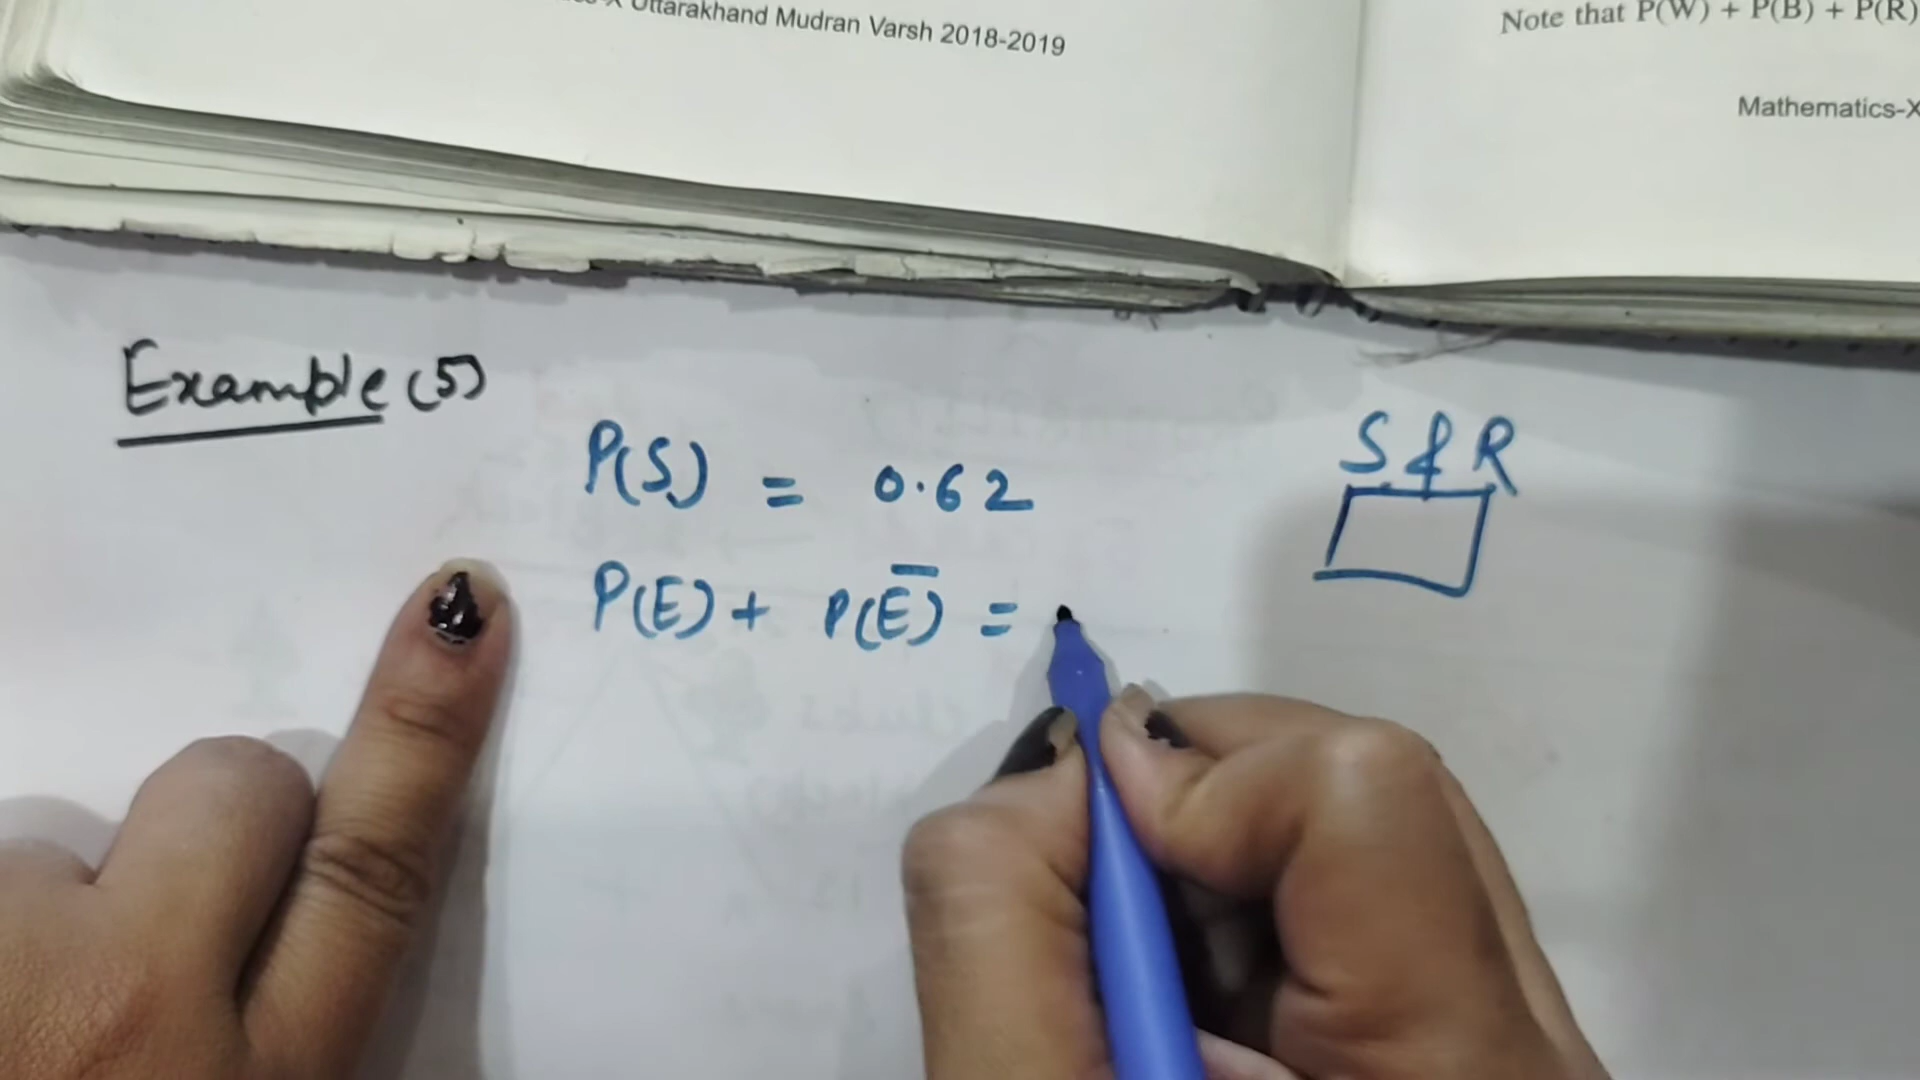 Uttarakhand Mudran Varsh 2018-2019
Note that P(W) + P(B) + P(R)
Mathematics-X
Example (5)
P(S) = 0.62
S & R
P(E) + P(E̅) =